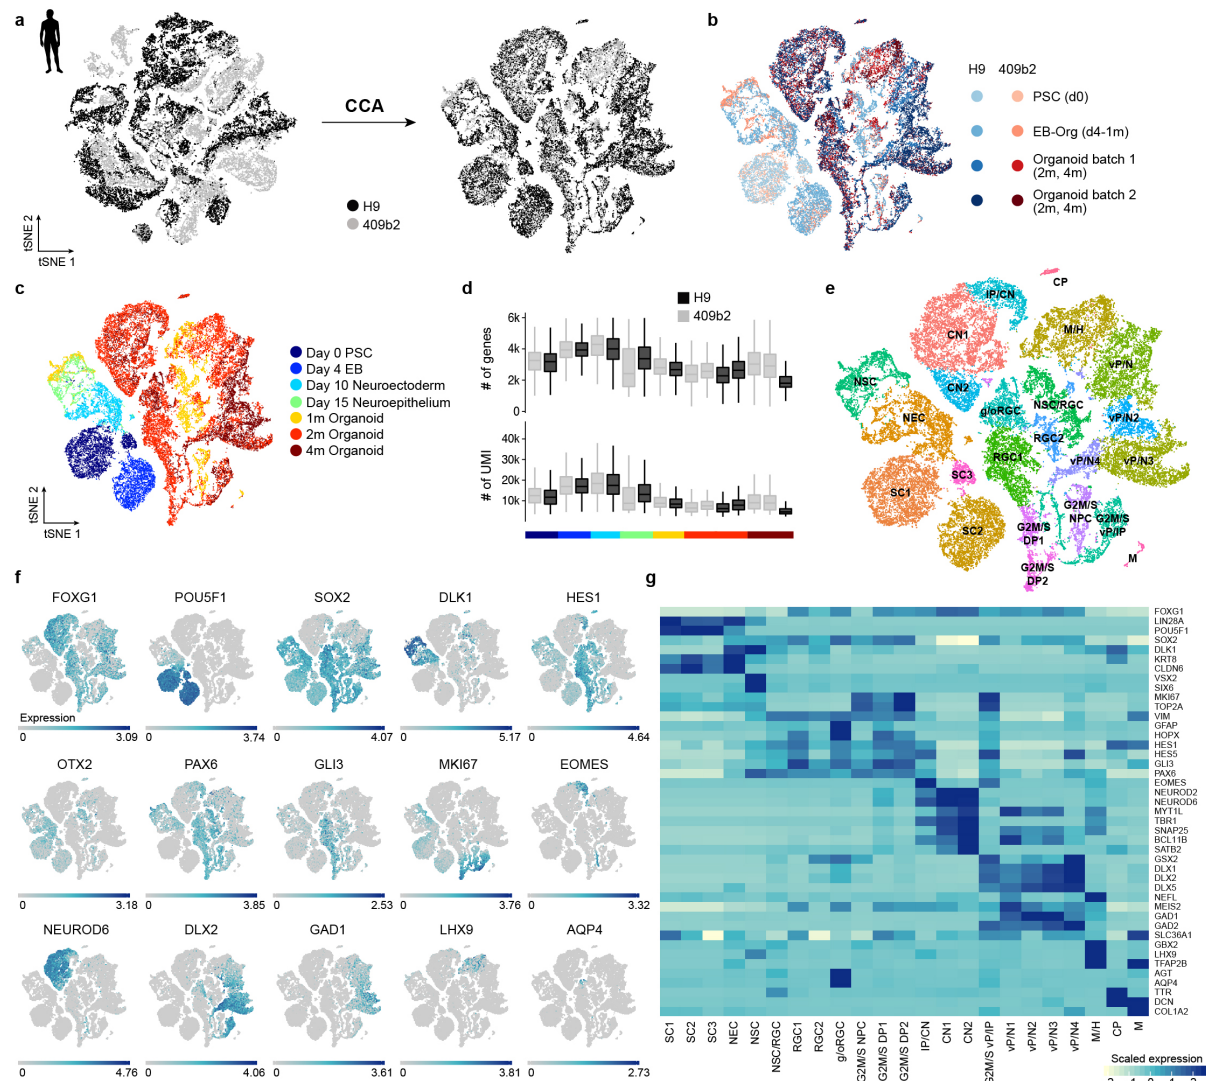 a
CCA
H9
409b2
tSNE 2
tSNE 1
b
H9 409b2
PSC (d0)
EB-Org (d4-1m)
Organoid batch 1
(2m, 4m)
Organoid batch 2
(2m, 4m)
c
Day 0 PSC
Day 4 EB
Day 10 Neuroectoderm
Day 15 Neuroepithelium
1m Organoid
2m Organoid
4m Organoid
tSNE 2
tSNE 1
d
H9
409b2
# of genes
6k
4k
2k
0
# of UMI
40k
30k
20k
10k
e
CP
IP/CN
CN1
M/H
vP/N
NSC
CN2
NEC
g/oRGC
NSC/RGC
vP/N2
RGC2
RGC1
vP/N4
vP/N3
SC3
SC1
SC2
G2M/S
DP1
G2M/S
NPC
G2M/S
vP/IP
G2M/S
DP2
M
f
FOXG1 POU5F1 SOX2 DLK1 HES1
Expression
0 3.09 0 3.74 0 4.07 0 5.17 0 4.64
OTX2 PAX6 GLI3 MKI67 EOMES
0 3.18 0 3.85 0 2.53 0 3.76 0 3.32
NEUROD6 DLX2 GAD1 LHX9 AQP4
0 4.76 0 4.06 0 3.61 0 3.81 0 2.73
g
FOXG1
LIN28A
POU5F1
SOX2
DLK1
KRT8
CLDN6
VSX2
SIX6
MKI67
TOP2A
VIM
GFAP
HOPX
HES1
HES5
GLI3
PAX6
EOMES
NEUROD2
NEUROD6
MYT1L
TBR1
SNAP25
BCL11B
SATB2
GSX2
DLX1
DLX2
DLX5
NEFL
MEIS2
GAD1
GAD2
SLC36A1
GBX2
LHX9
TFAP2B
AGT
AQP4
TTR
DCN
COL1A2
SC1
SC2
SC3
NEC
NSC
NSC/RGC
RGC1
RGC2
g/oRGC
G2M/S NPC
G2M/S DP1
G2M/S DP2
IP/CN
CN1
CN2
G2M/S vP/IP
vP/N1
vP/N2
vP/N3
vP/N4
M/H
CP
M
Scaled expression